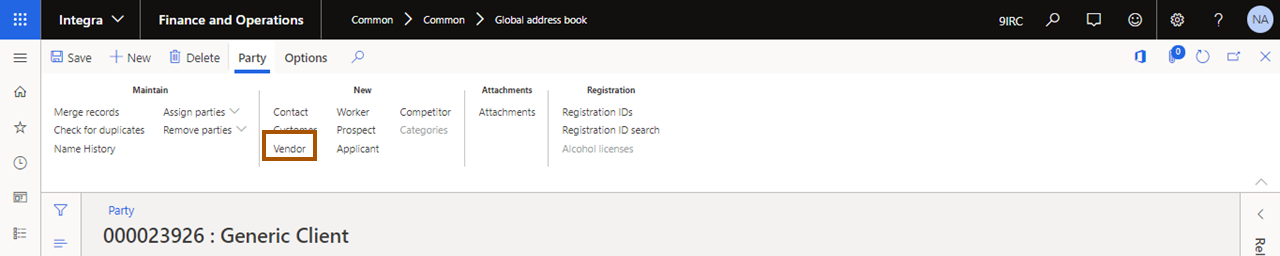 Integra Finance and Operations Common Common Global address book 9IRC ? NA
Save New Delete Party Options 0
Maintain New Attachments Registration
Merge records Assign parties Contact Worker Competitor Attachments Registration IDs
Check for duplicates Remove parties Customer Prospect Categories Registration ID search
Name History Vendor Applicant Alcohol licenses
Party
000023926 : Generic Client
Rel